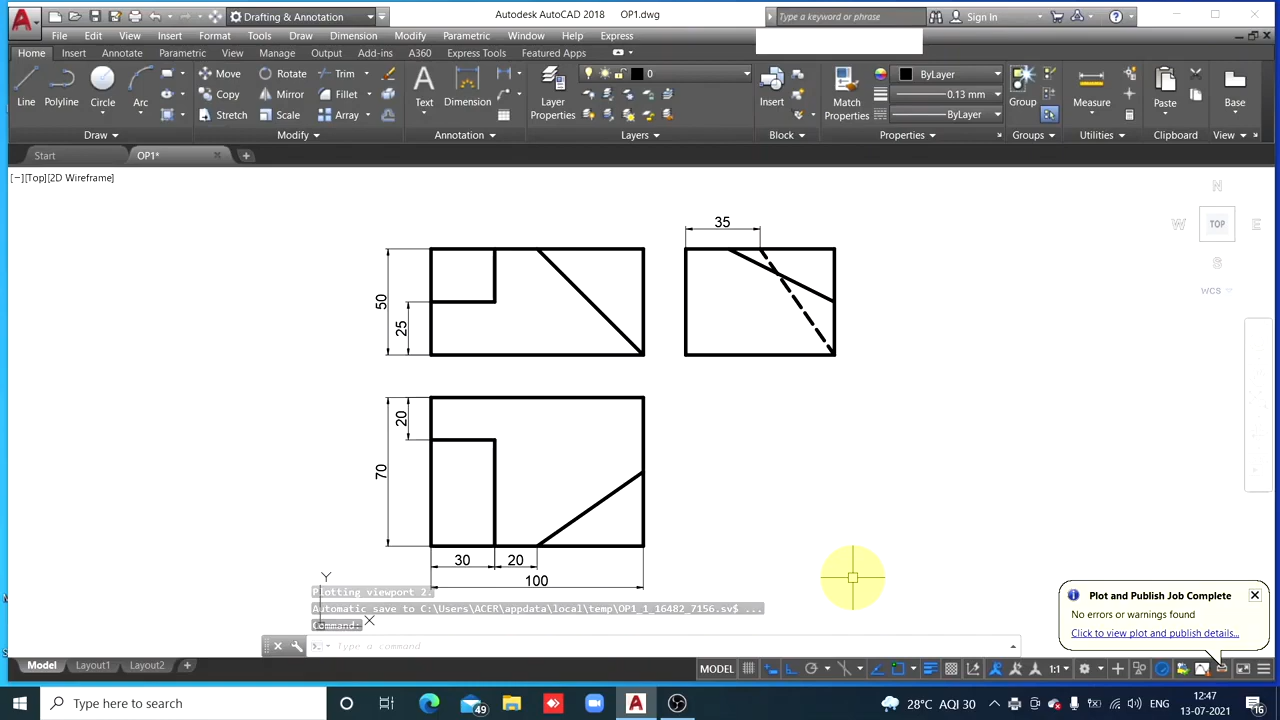 A
Drafting & Annotation
Autodesk AutoCAD 2018 OP1.dwg
Type a keyword or phrase
Sign In
File Edit View Insert Format Tools Draw Dimension Modify Parametric Window Help Express
Home Insert Annotate Parametric View Manage Output Add-ins A360 Express Tools Featured Apps
Line Polyline Circle Arc
Move Rotate Trim
Copy Mirror Fillet
Stretch Scale Array
Text Dimension
Layer Properties
0
Insert
Match Properties
ByLayer
0.13 mm
ByLayer
Group
Measure
Paste
Base
Draw Modify Annotation Layers Block Properties Groups Utilities Clipboard View
Start OP1*
[−][Top][2D Wireframe]
N
W TOP E
S
WCS
35
50
25
20
70
30 20
100
Y
X
Plotting viewport 2.
Automatic save to C:\Users\ACER\appdata\local\temp\OP1_1_16482_7156.sv$ ...
Command:
Type a command
Plot and Publish Job Complete
No errors or warnings found
Click to view plot and publish details...
Model Layout1 Layout2
MODEL
1:1
Type here to search
49
A
28°C AQI 30
ENG
12:47
13-07-2021
16